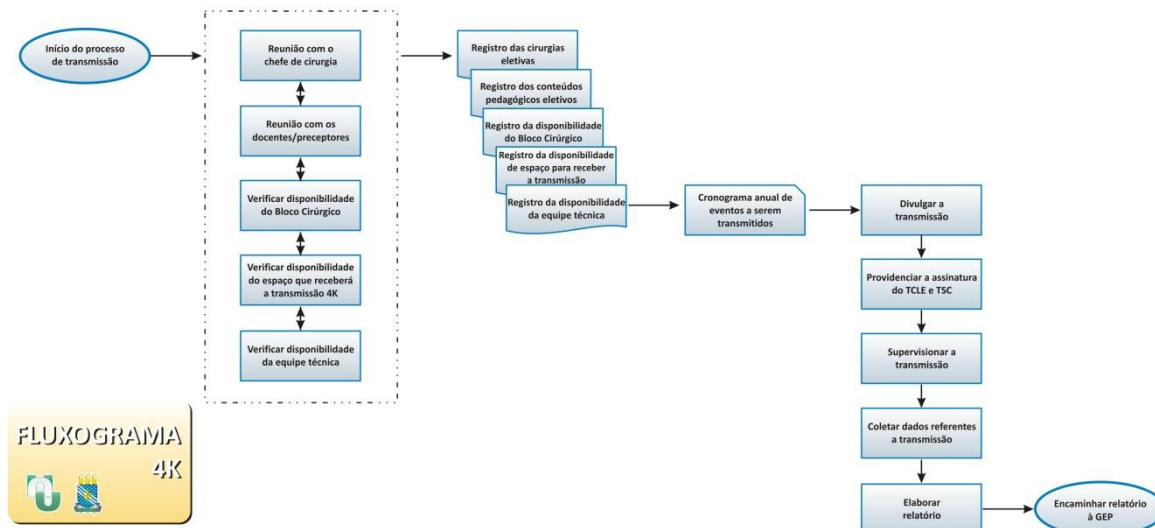 Início do processo
de transmissão
Reunião com o
chefe de cirurgia
Reunião com os
docentes/preceptores
Verificar disponibilidade
do Bloco Cirúrgico
Verificar disponibilidade
do espaço que receberá
a transmissão 4K
Verificar disponibilidade
da equipe técnica
Registro das cirurgias
eletivas
Registro dos conteúdos
pedagógicos eletivos
Registro da disponibilidade
do Bloco Cirúrgico
Registro da disponibilidade
de espaço para receber
a transmissão
Registro da disponibilidade
da equipe técnica
Cronograma anual de
eventos a serem
transmitidos
Divulgar a
transmissão
Providenciar a assinatura
do TCLE e TSC
Supervisionar a
transmissão
Coletar dados referentes
a transmissão
Elaborar
relatório
Encaminhar relatório
à GEP
FLUXOGRAMA
4K